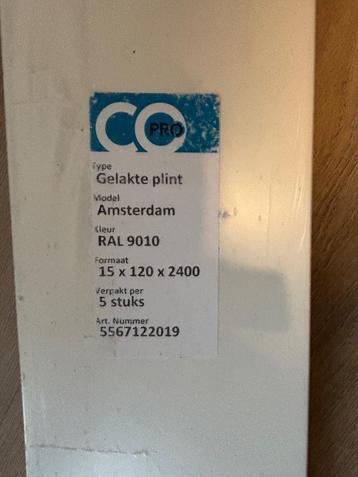 CO PRO
Type
Gelakte plint
Model
Amsterdam
Kleur
RAL 9010
Formaat
15 x 120 x 2400
Verpakt per
5 stuks
Art. Nummer
5567122019